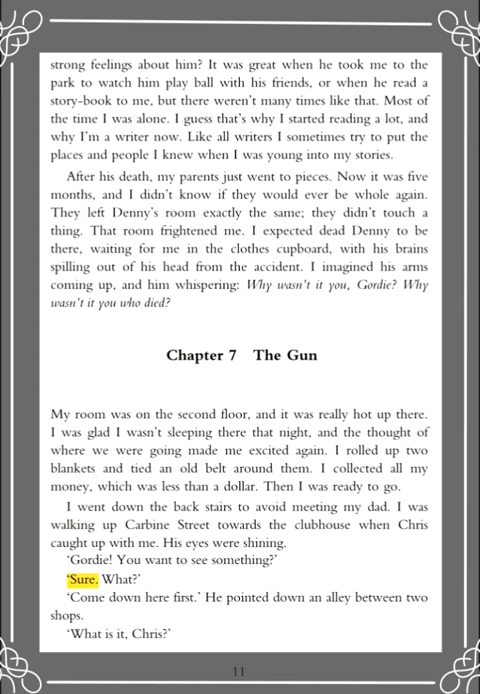 strong feelings about him? It was great when he took me to the
park to watch him play ball with his friends, or when he read a
story-book to me, but there weren't many times like that. Most of
the time I was alone. I guess that's why I started reading a lot, and
why I'm a writer now. Like all writers I sometimes try to put the
places and people I knew when I was young into my stories.
After his death, my parents just went to pieces. Now it was five
months, and I didn't know if they would ever be whole again.
They left Denny's room exactly the same; they didn't touch a
thing. That room frightened me. I expected dead Denny to be
there, waiting for me in the clothes cupboard, with his brains
spilling out of his head from the accident. I imagined his arms
coming up, and him whispering: Why wasn't it you, Gordie? Why
wasn't it you who died?
Chapter 7 The Gun
My room was on the second floor, and it was really hot up there.
I was glad I wasn't sleeping there that night, and the thought of
where we were going made me excited again. I rolled up two
blankets and tied an old belt around them. I collected all my
money, which was less than a dollar. Then I was ready to go.
I went down the back stairs to avoid meeting my dad. I was
walking up Carbine Street towards the clubhouse when Chris
caught up with me. His eyes were shining.
'Gordie! You want to see something?'
'Sure. What?'
'Come down here first.' He pointed down an alley between two
shops.
'What is it, Chris?'
11